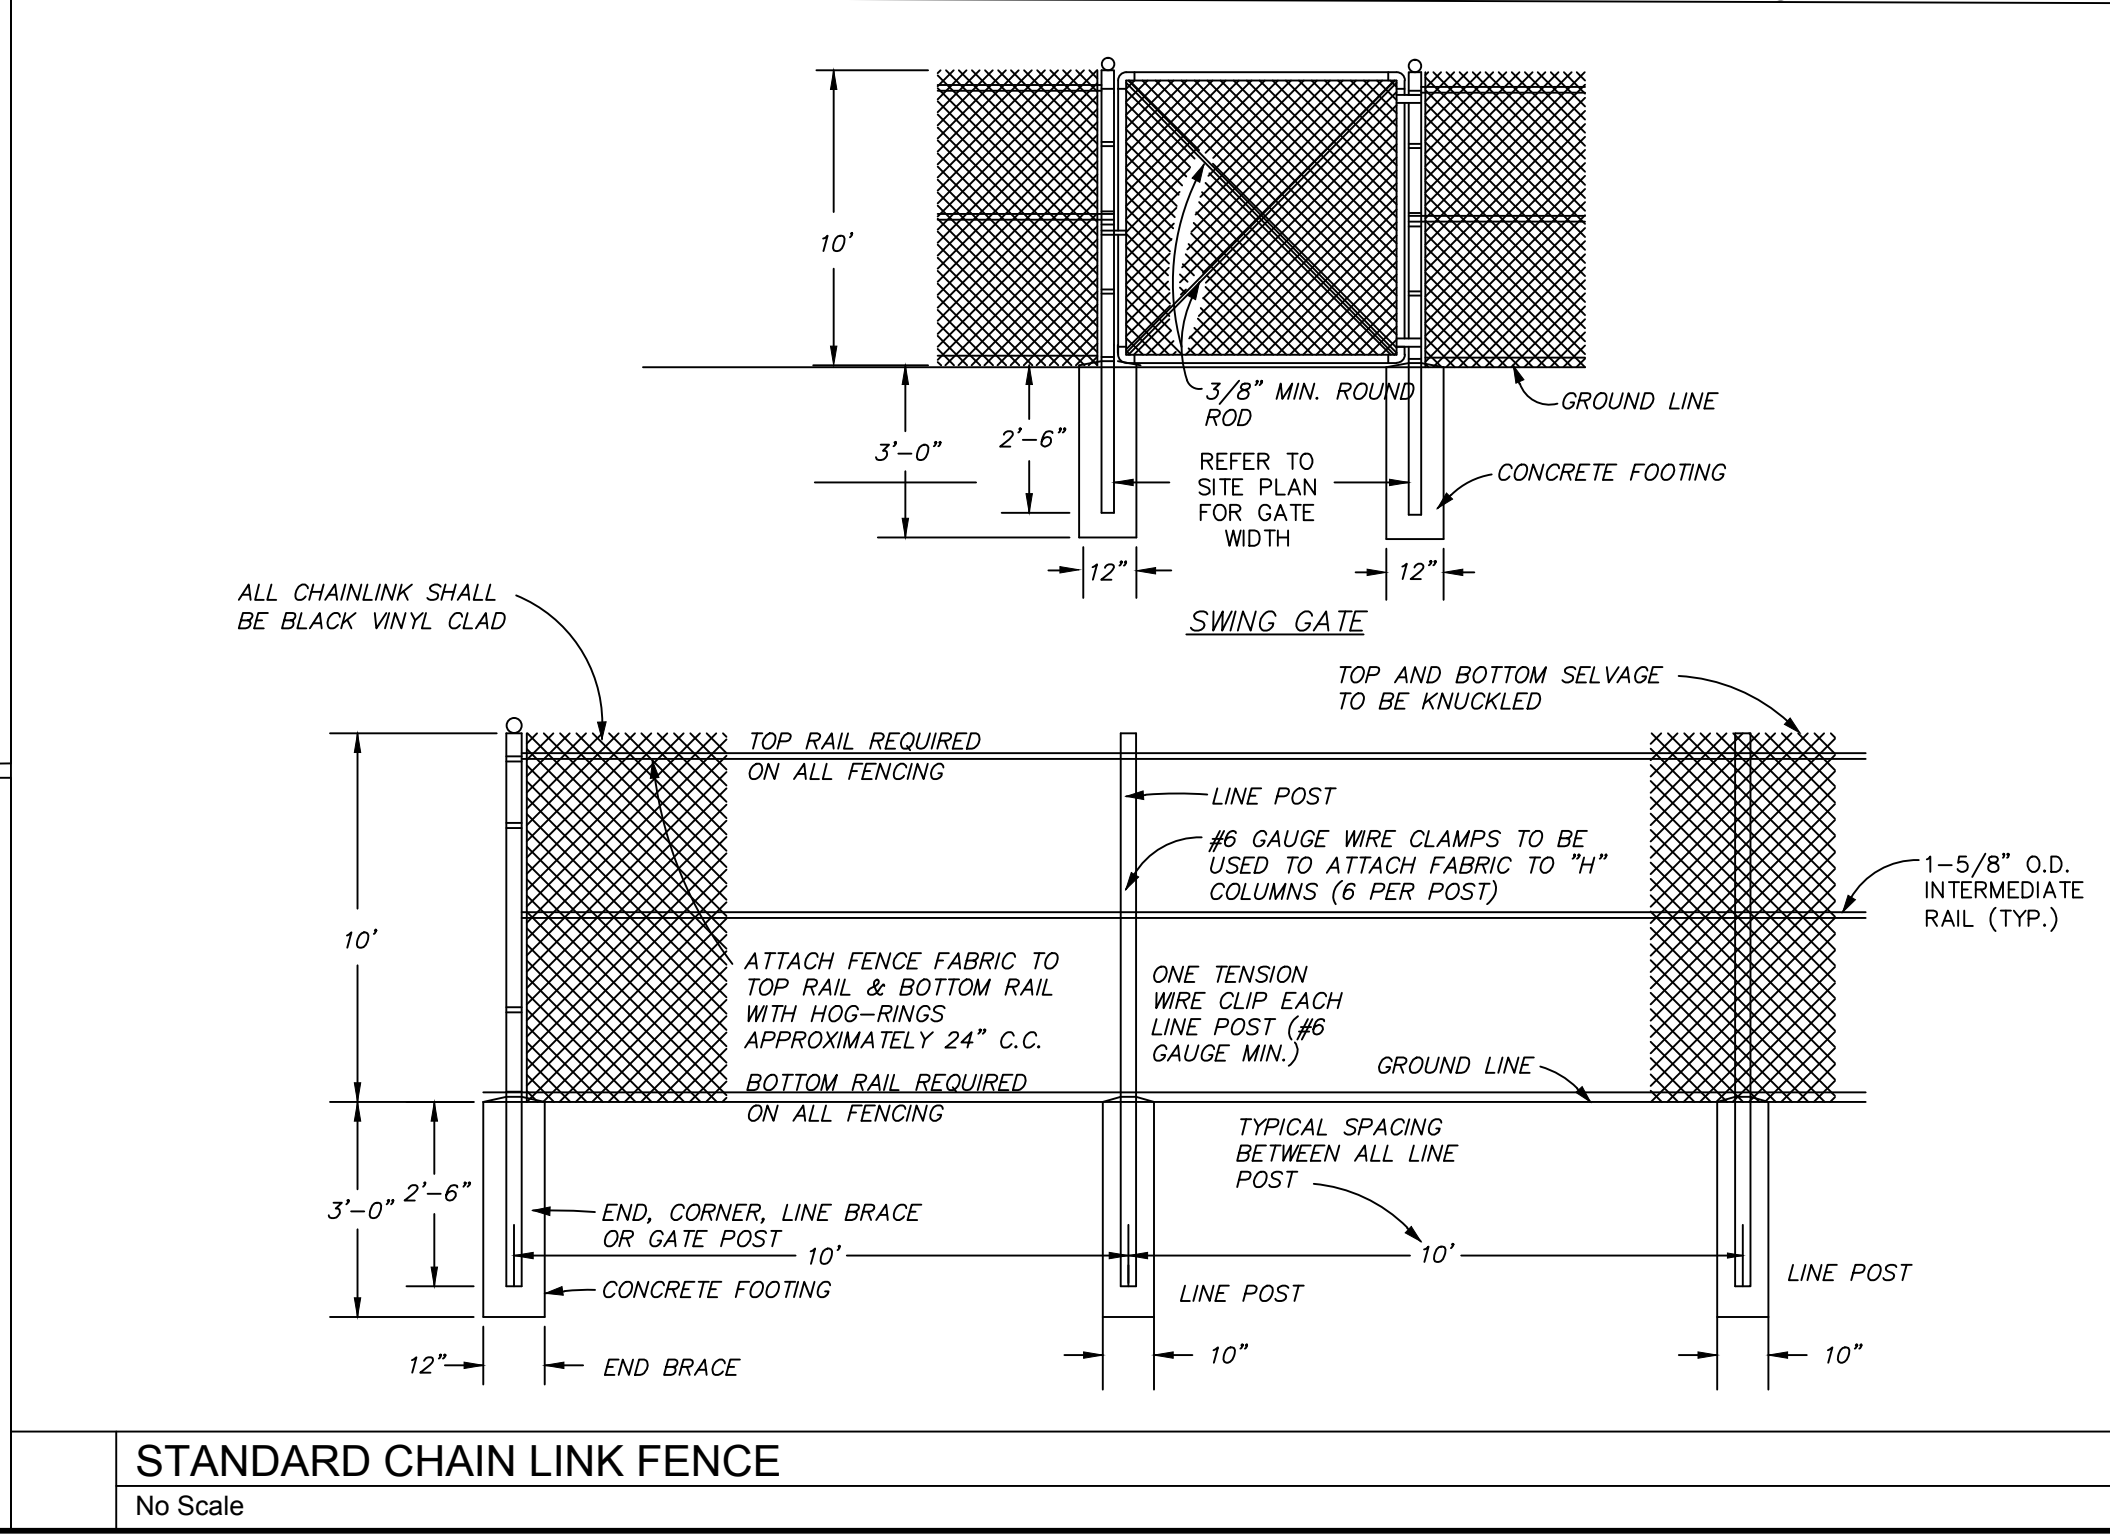 10'
3'-0"
2'-6"
3/8" MIN. ROUND
ROD
REFER TO
SITE PLAN
FOR GATE
WIDTH
GROUND LINE
CONCRETE FOOTING
12"
12"
SWING GATE
ALL CHAINLINK SHALL
BE BLACK VINYL CLAD
TOP AND BOTTOM SELVAGE
TO BE KNUCKLED
TOP RAIL REQUIRED
ON ALL FENCING
LINE POST
#6 GAUGE WIRE CLAMPS TO BE
USED TO ATTACH FABRIC TO "H"
COLUMNS (6 PER POST)
1-5/8" O.D.
INTERMEDIATE
RAIL (TYP.)
10'
ATTACH FENCE FABRIC TO
TOP RAIL & BOTTOM RAIL
WITH HOG-RINGS
APPROXIMATELY 24" C.C.
ONE TENSION
WIRE CLIP EACH
LINE POST (#6
GAUGE MIN.)
GROUND LINE
BOTTOM RAIL REQUIRED
ON ALL FENCING
TYPICAL SPACING
BETWEEN ALL LINE
POST
3'-0"
2'-6"
END, CORNER, LINE BRACE
OR GATE POST
10'
10'
CONCRETE FOOTING
LINE POST
LINE POST
12"
END BRACE
10"
10"
STANDARD CHAIN LINK FENCE
No Scale